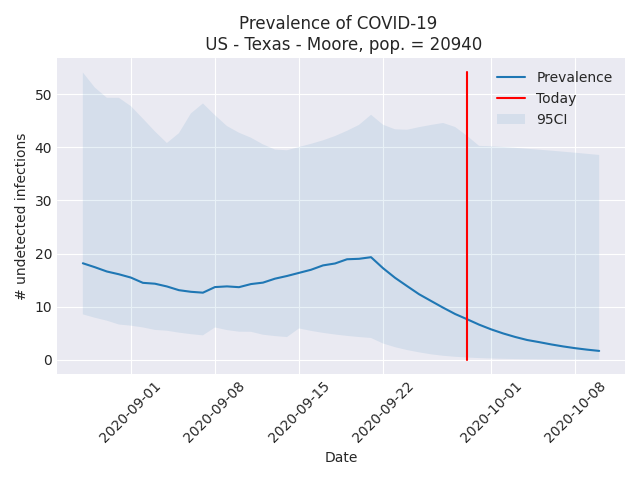 Prevalence of COVID-19
US - Texas - Moore, pop. = 20940
Prevalence
Today
95CI
# undetected infections
50
40
30
20
10
0
2020-09-01
2020-09-08
2020-09-15
2020-09-22
2020-10-01
2020-10-08
Date